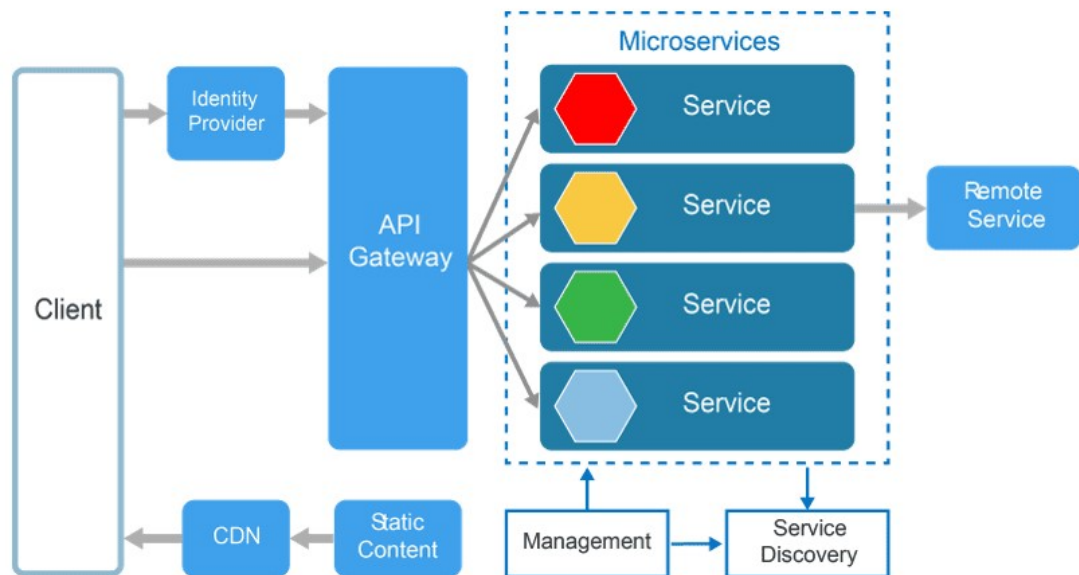 Microservices
Client
Identity
Provider
API
Gateway
Service
Service
Service
Service
Remote
Service
CDN
Static
Content
Management
Service
Discovery